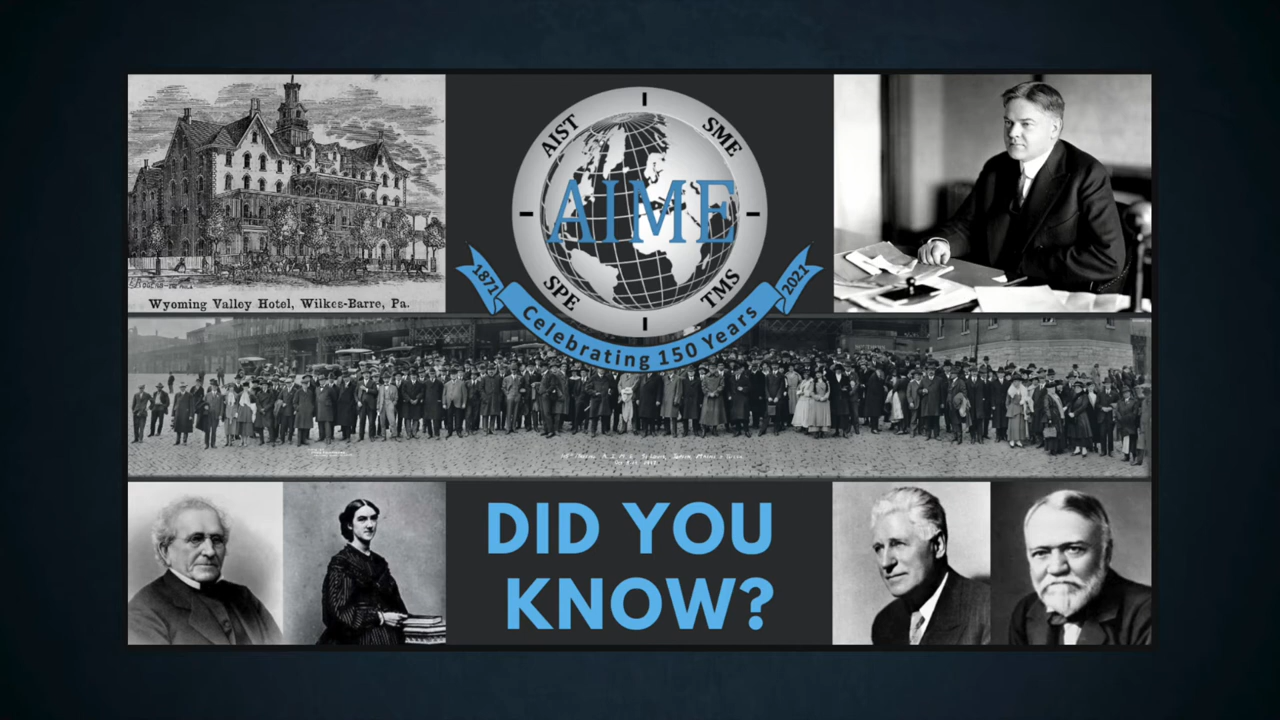 Wyoming Valley Hotel, Wilkes-Barre, Pa.
AIST
SME
AIME
SPE
TMS
1871
Celebrating 150 Years
2021
DID YOU
KNOW?